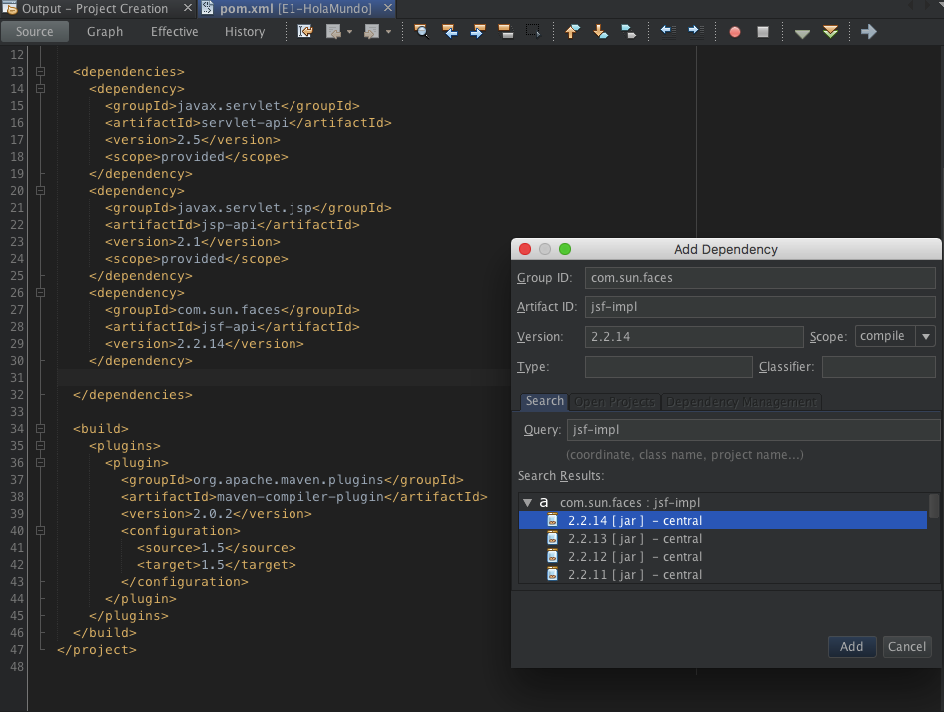 Output - Project Creation
pom.xml [E1-HolaMundo]
Source Graph Effective History
12
13 <dependencies>
14 <dependency>
15 <groupId>javax.servlet</groupId>
16 <artifactId>servlet-api</artifactId>
17 <version>2.5</version>
18 <scope>provided</scope>
19 </dependency>
20 <dependency>
21 <groupId>javax.servlet.jsp</groupId>
22 <artifactId>jsp-api</artifactId>
23 <version>2.1</version>
24 <scope>provided</scope>
25 </dependency>
26 <dependency>
27 <groupId>com.sun.faces</groupId>
28 <artifactId>jsf-api</artifactId>
29 <version>2.2.14</version>
30 </dependency>
31
32 </dependencies>
33
34 <build>
35 <plugins>
36 <plugin>
37 <groupId>org.apache.maven.plugins</groupId>
38 <artifactId>maven-compiler-plugin</artifactId>
39 <version>2.0.2</version>
40 <configuration>
41 <source>1.5</source>
42 <target>1.5</target>
43 </configuration>
44 </plugin>
45 </plugins>
46 </build>
47 </project>
48
Add Dependency
Group ID: com.sun.faces
Artifact ID: jsf-impl
Version: 2.2.14 Scope: compile
Type: Classifier:
Search Open Projects Dependency Management
Query: jsf-impl
(coordinate, class name, project name...)
Search Results:
a com.sun.faces : jsf-impl
2.2.14 [ jar ] - central
2.2.13 [ jar ] - central
2.2.12 [ jar ] - central
2.2.11 [ jar ] - central
Add Cancel